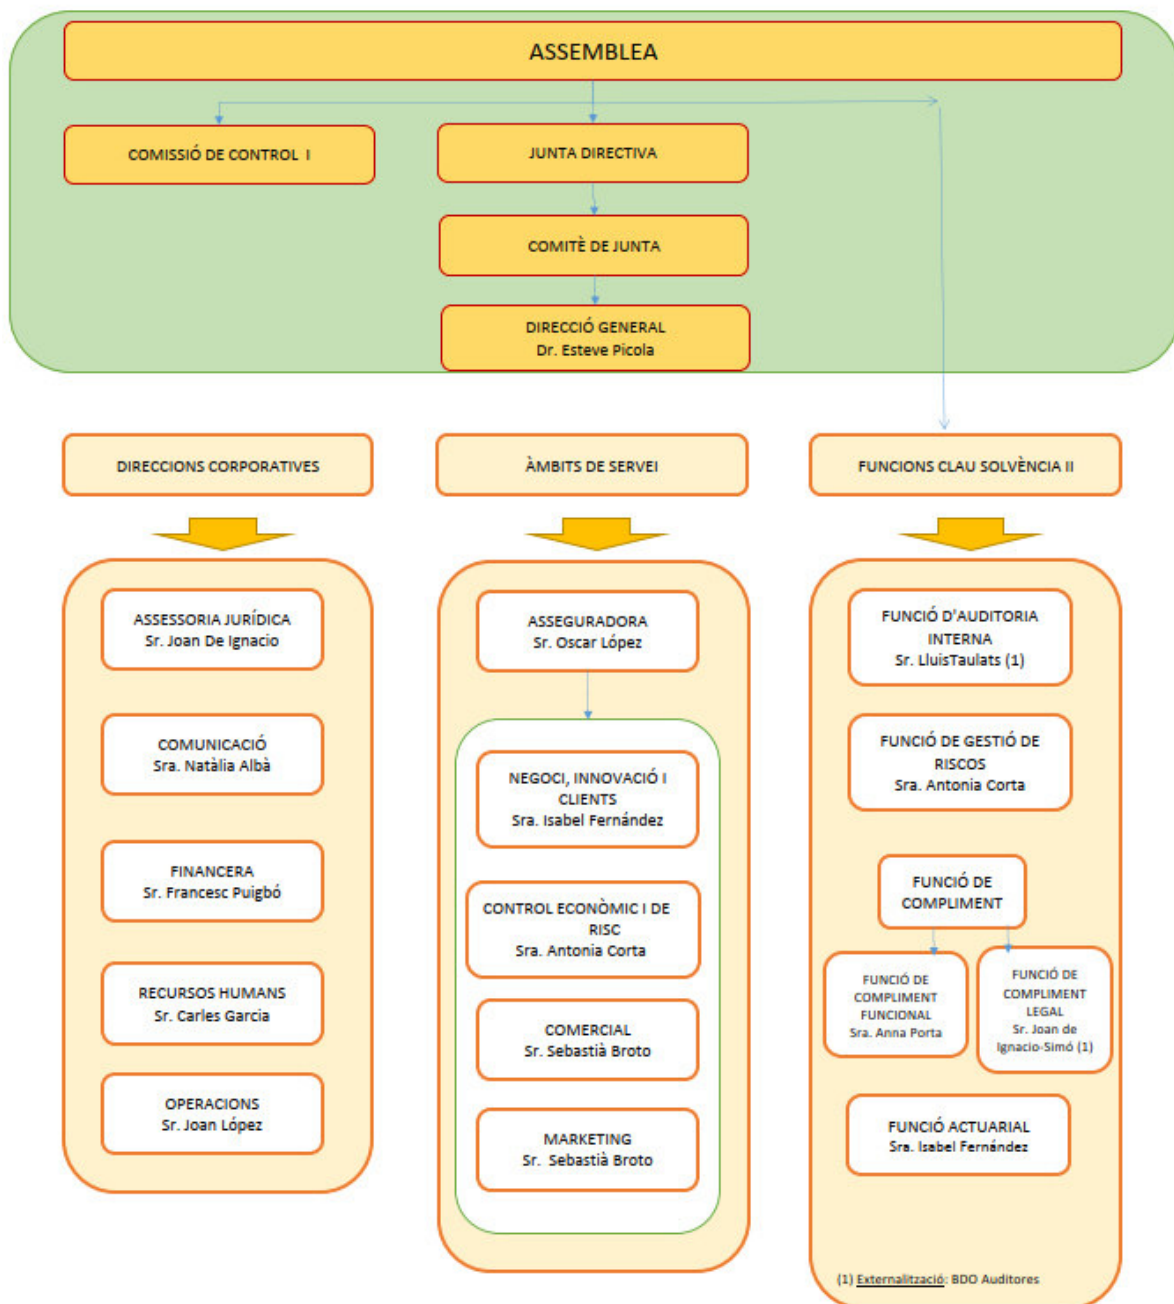 ASSEMBLEA
COMISSIÓ DE CONTROL I
JUNTA DIRECTIVA
COMITÈ DE JUNTA
DIRECCIÓ GENERAL
Dr. Esteve Picola
DIRECCIONS CORPORATIVES
ASSESSORIA JURÍDICA
Sr. Joan De Ignacio
COMUNICACIÓ
Sra. Natàlia Albà
FINANCERA
Sr. Francesc Puigbó
RECURSOS HUMANS
Sr. Carles Garcia
OPERACIONS
Sr. Joan López
ÀMBITS DE SERVEI
ASSEGURADORA
Sr. Oscar López
NEGOCI, INNOVACIÓ I
CLIENTS
Sra. Isabel Fernández
CONTROL ECONÒMIC I DE
RISC
Sra. Antonia Corta
COMERCIAL
Sr. Sebastià Broto
MARKETING
Sr. Sebastià Broto
FUNCIONS CLAU SOLVÈNCIA II
FUNCIÓ D'AUDITORIA
INTERNA
Sr. LluisTaulats (1)
FUNCIÓ DE GESTIÓ DE
RISCOS
Sra. Antonia Corta
FUNCIÓ DE
COMPLIMENT
FUNCIÓ DE
COMPLIMENT
FUNCIONAL
Sra. Anna Porta
FUNCIÓ DE
COMPLIMENT
LEGAL
Sr. Joan de
Ignacio-Simó (1)
FUNCIÓ ACTUARIAL
Sra. Isabel Fernández
(1) Externalització: BDO Auditores